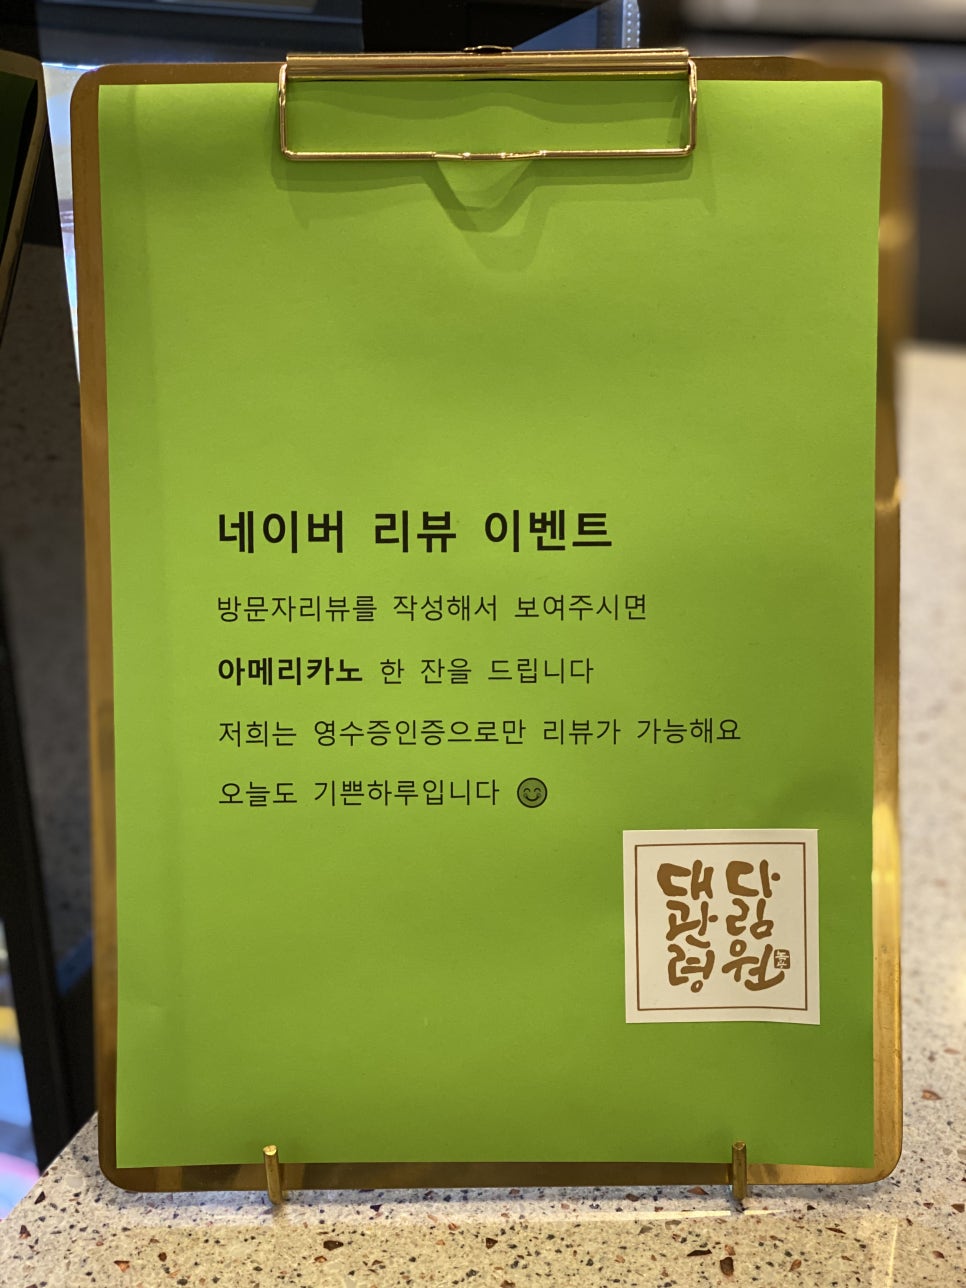 네이버 리뷰 이벤트
방문자리뷰를 작성해서 보여주시면
아메리카노 한 잔을 드립니다
저희는 영수증인증으로만 리뷰가 가능해요
오늘도 기쁜하루입니다 😊
대관령
다림원